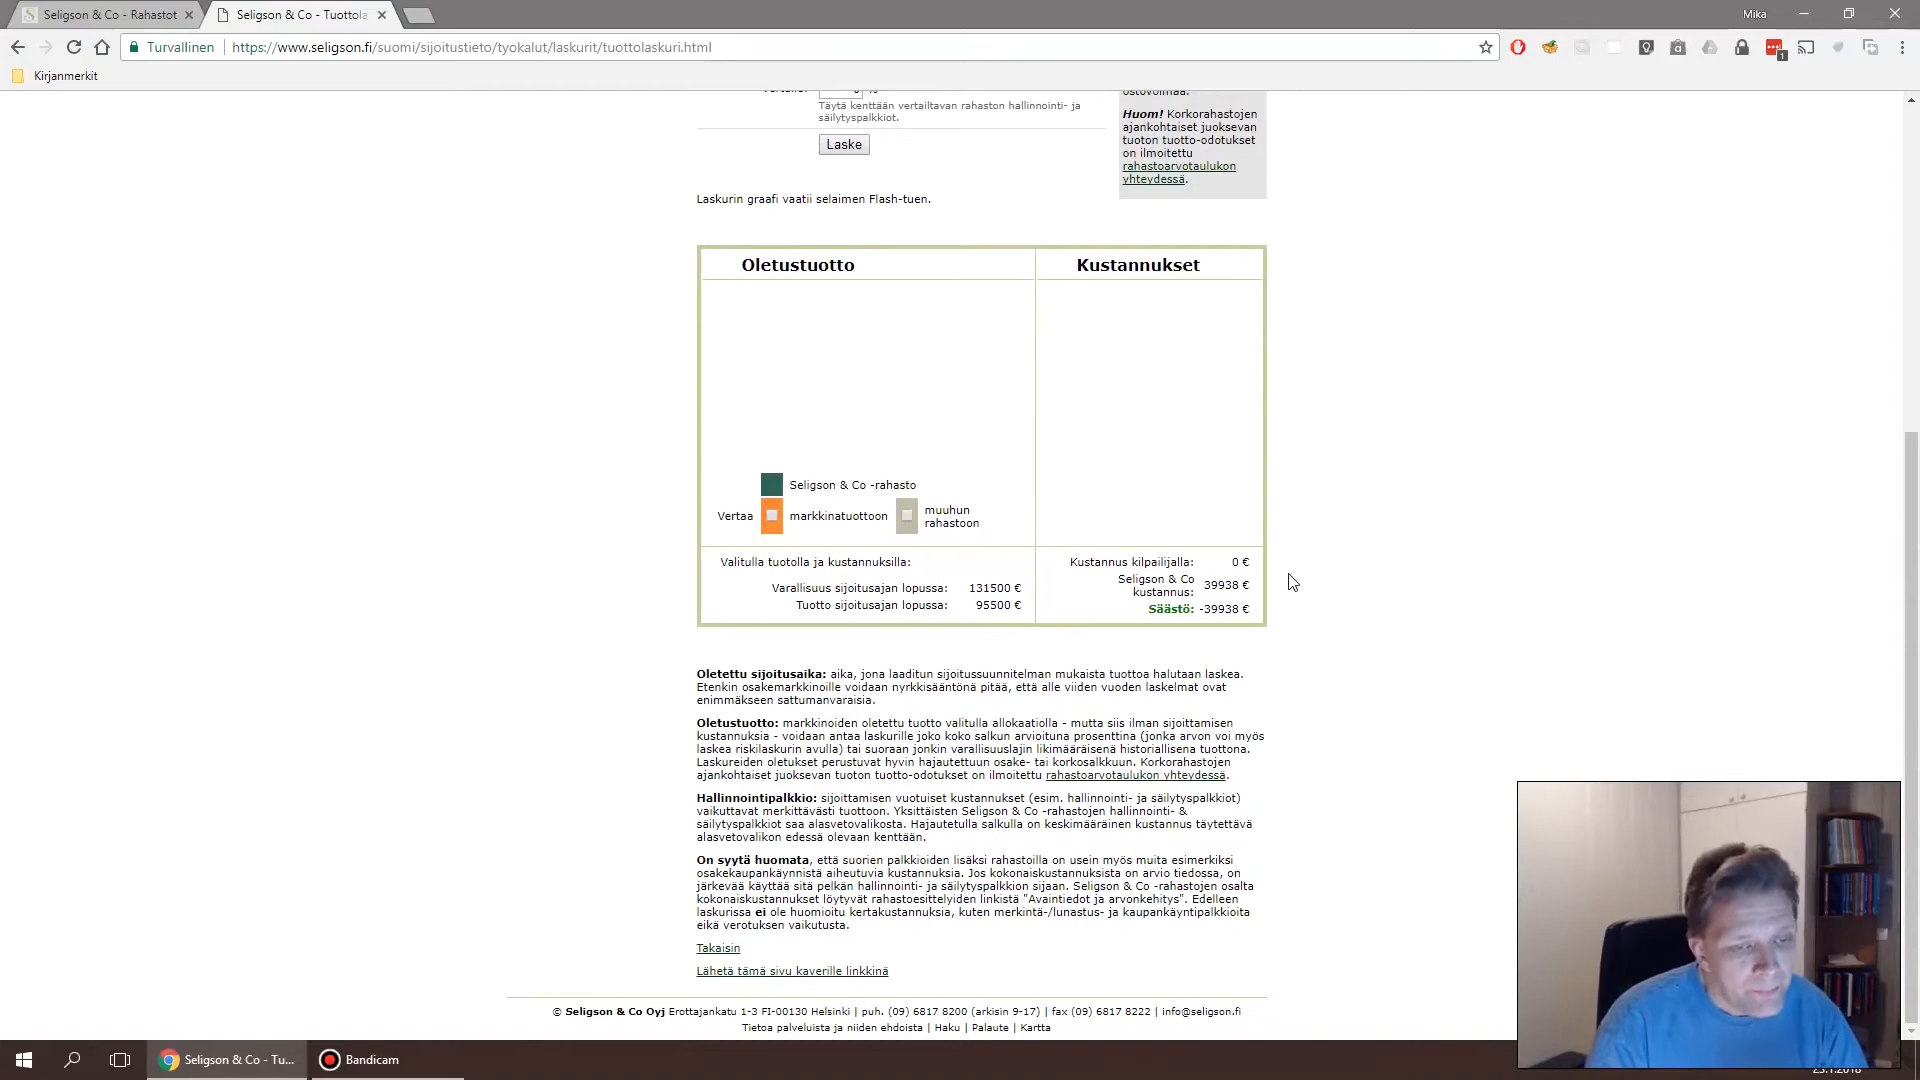 Seligson & Co - Rahastot
Seligson & Co - Tuottola
Mika
Turvallinen
https://www.seligson.fi/suomi/sijoitustieto/tyokalut/laskurit/tuottolaskuri.html
1
Kirjanmerkit
Täytä kenttään vertailtavan rahaston hallinnointi- ja
säilytyspalkkiot.
Laske
ostovoimaa.
Huom! Korkorahastojen
ajankohtaiset juoksevan
tuoton tuotto-odotukset
on ilmoitettu
rahastoarvotaulukon
yhteydessä.
Laskurin graafi vaatii selaimen Flash-tuen.
Oletustuotto
Kustannukset
Seligson & Co -rahasto
Vertaa
markkinatuottoon
muuhun
rahastoon
Valitulla tuotolla ja kustannuksilla:
Varallisuus sijoitusajan lopussa: 131500 €
Tuotto sijoitusajan lopussa: 95500 €
Kustannus kilpailijalla: 0 €
Seligson & Co
kustannus: 39938 €
Säästö: -39938 €
Oletettu sijoitusaika: aika, jona laaditun sijoitussuunnitelman mukaista tuottoa halutaan laskea.
Etenkin osakemarkkinoille voidaan nyrkkisääntönä pitää, että alle viiden vuoden laskelmat ovat
enimmäkseen sattumanvaraisia.
Oletustuotto: markkinoiden oletettu tuotto valitulla allokaatiolla - mutta siis ilman sijoittamisen
kustannuksia - voidaan antaa laskurille joko koko salkun arvioituna prosenttina (jonka arvon voi myös
laskea riskilaskurin avulla) tai suoraan jonkin varallisuuslajin likimääräisenä historiallisena tuottona.
Laskureiden oletukset perustuvat hyvin hajautettuun osake- tai korkosalkkuun. Korkorahastojen
ajankohtaiset juoksevan tuoton tuotto-odotukset on ilmoitettu rahastoarvotaulukon yhteydessä.
Hallinnointipalkkio: sijoittamisen vuotuiset kustannukset (esim. hallinnointi- ja säilytyspalkkiot)
vaikuttavat merkittävästi tuottoon. Yksittäisten Seligson & Co -rahastojen hallinnointi- &
säilytyspalkkiot saa alasvetovalikosta. Hajautetulla salkulla on keskimääräinen kustannus täytettävä
alasvetovalikon edessä olevaan kenttään.
On syytä huomata, että suorien palkkioiden lisäksi rahastoilla on usein myös muita esimerkiksi
osakekaupankäynnistä aiheutuvia kustannuksia. Jos kokonaiskustannuksista on arvio tiedossa, on
järkevää käyttää sitä pelkän hallinnointi- ja säilytyspalkkion sijaan. Seligson & Co -rahastojen osalta
kokonaiskustannukset löytyvät rahastoesittelyiden linkistä "Avaintiedot ja arvonkehitys". Edelleen
laskurissa ei ole huomioitu kertakustannuksia, kuten merkintä-/lunastus- ja kaupankäyntipalkkioita
eikä verotuksen vaikutusta.
Takaisin
Lähetä tämä sivu kaverille linkkinä
© Seligson & Co Oyj Erottajankatu 1-3 FI-00130 Helsinki | puh. (09) 6817 8200 (arkisin 9-17) | fax (09) 6817 8222 | info@seligson.fi
Tietoa palveluista ja niiden ehdoista | Haku | Palaute | Kartta
Seligson & Co - Tu...
Bandicam